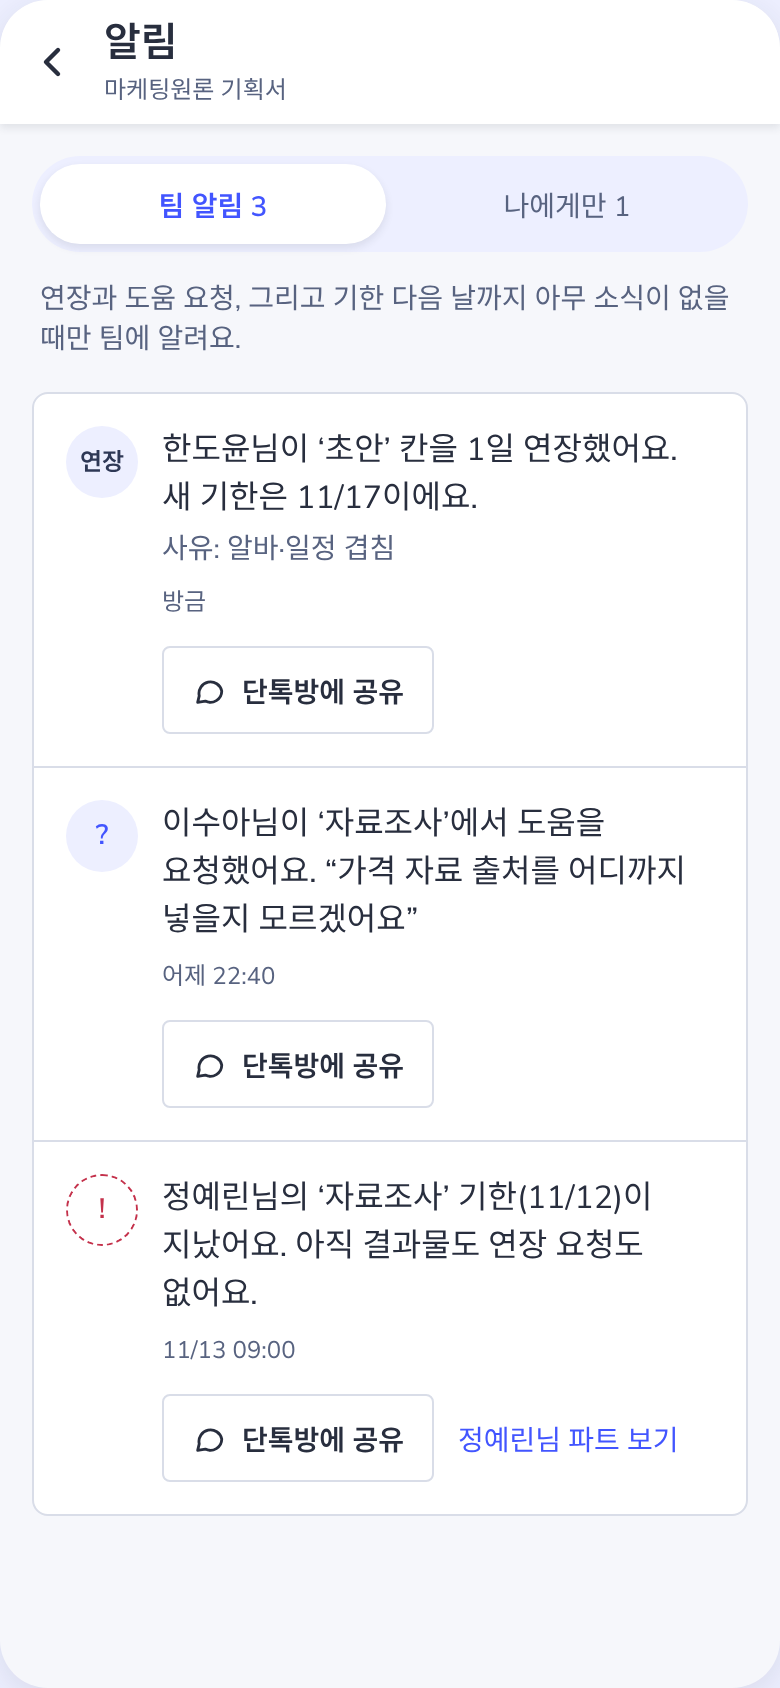 알림
마케팅원론 기획서
팀 알림 3
나에게만 1
연장과 도움 요청, 그리고 기한 다음 날까지 아무 소식이 없을
때만 팀에 알려요.
연장
한도윤님이 ‘초안’ 칸을 1일 연장했어요.
새 기한은 11/17이에요.
사유: 알바·일정 겹침
방금
단톡방에 공유
?
이수아님이 ‘자료조사’에서 도움을
요청했어요. “가격 자료 출처를 어디까지
넣을지 모르겠어요”
어제 22:40
단톡방에 공유
!
정예린님의 ‘자료조사’ 기한(11/12)이
지났어요. 아직 결과물도 연장 요청도
없어요.
11/13 09:00
단톡방에 공유
정예린님 파트 보기